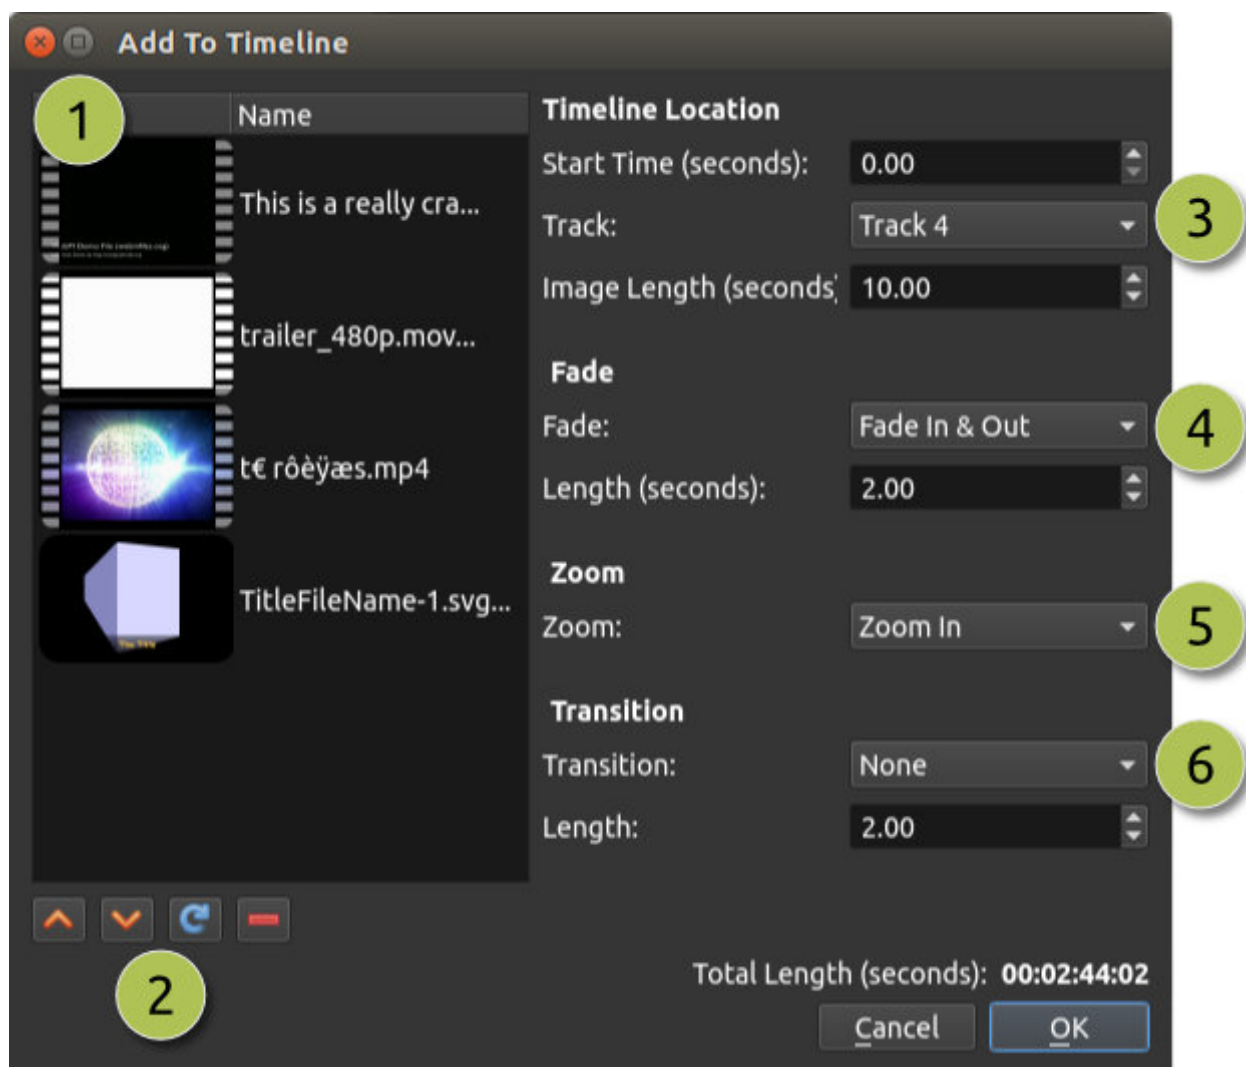 Add To Timeline
1
Name
This is a really cra...
trailer_480p.mov...
t€ rôèÿæs.mp4
TitleFileName-1.svg...
2
Timeline Location
Start Time (seconds): 0.00
Track: Track 4
3
Image Length (seconds) 10.00
Fade
Fade: Fade In & Out
4
Length (seconds): 2.00
Zoom
Zoom: Zoom In
5
Transition
Transition: None
6
Length: 2.00
Total Length (seconds): 00:02:44:02
Cancel OK